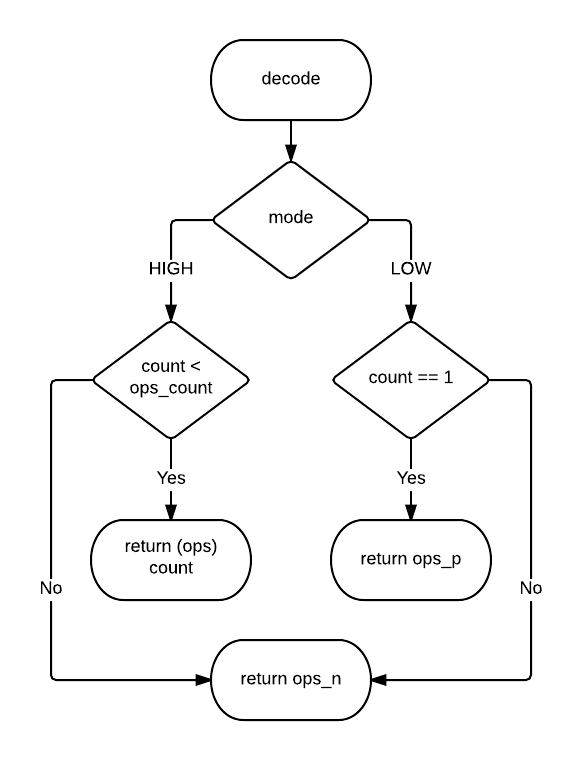 decode
mode
HIGH
LOW
count <
ops_count
count == 1
Yes
Yes
return (ops)
count
return ops_p
No
No
return ops_n